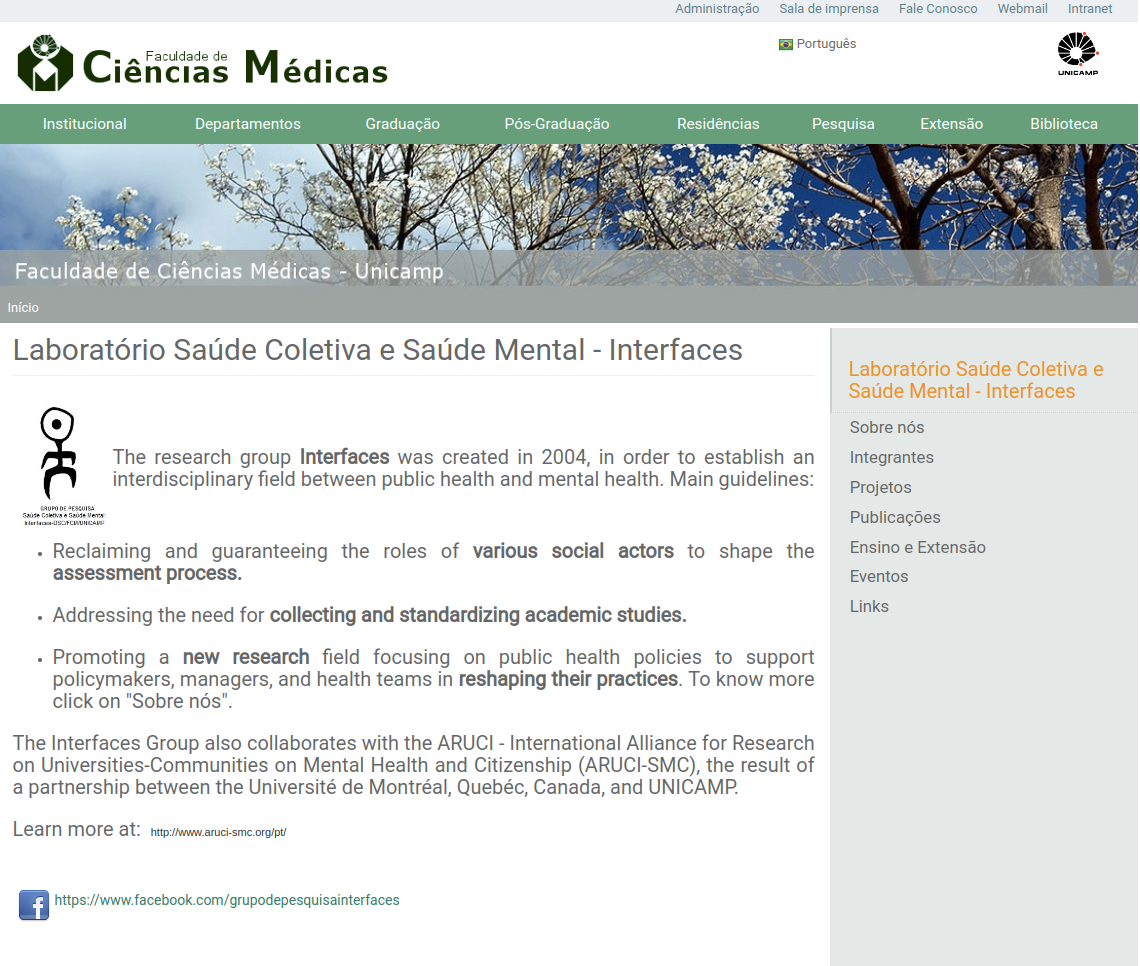 Administração Sala de imprensa Fale Conosco Webmail Intranet
Faculdade de
Ciências Médicas
Português
UNICAMP
Institucional Departamentos Graduação Pós-Graduação Residências Pesquisa Extensão Biblioteca
Faculdade de Ciências Médicas - Unicamp
Início
Laboratório Saúde Coletiva e Saúde Mental - Interfaces
GRUPO DE PESQUISA
Saúde Coletiva e Saúde Mental:
Interfaces-DSC/FCM/UNICAMP
The research group Interfaces was created in 2004, in order to establish an
interdisciplinary field between public health and mental health. Main guidelines:
• Reclaiming and guaranteeing the roles of various social actors to shape the
assessment process.
• Addressing the need for collecting and standardizing academic studies.
• Promoting a new research field focusing on public health policies to support
policymakers, managers, and health teams in reshaping their practices. To know more
click on "Sobre nós".
The Interfaces Group also collaborates with the ARUCI - International Alliance for Research
on Universities-Communities on Mental Health and Citizenship (ARUCI-SMC), the result of
a partnership between the Université de Montréal, Quebéc, Canada, and UNICAMP.
Learn more at: http://www.aruci-smc.org/pt/
f https://www.facebook.com/grupodepesquisainterfaces
Laboratório Saúde Coletiva e
Saúde Mental - Interfaces
Sobre nós
Integrantes
Projetos
Publicações
Ensino e Extensão
Eventos
Links